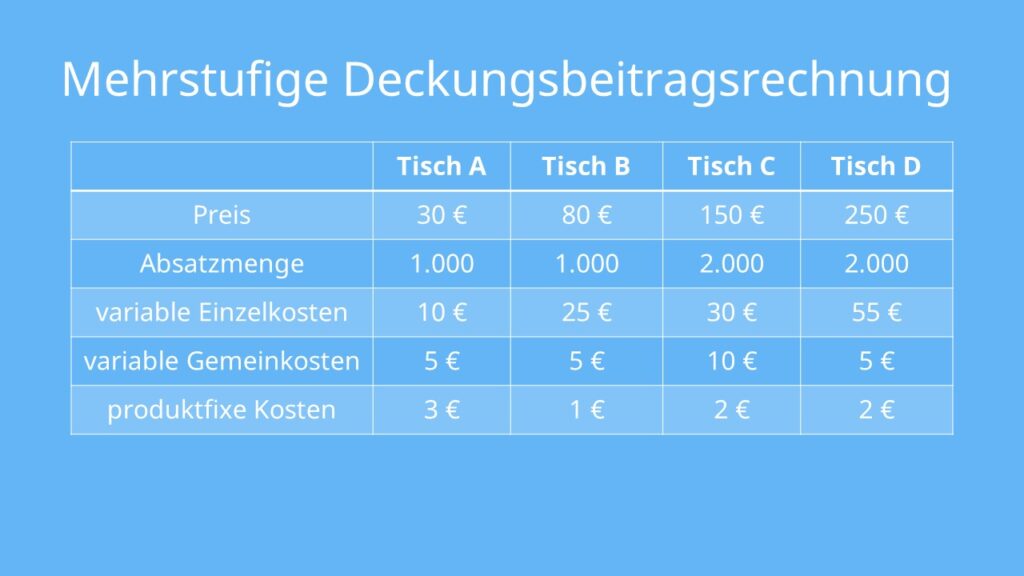 Mehrstufige Deckungsbeitragsrechnung
Tisch A Tisch B Tisch C Tisch D
Preis 30 € 80 € 150 € 250 €
Absatzmenge 1.000 1.000 2.000 2.000
variable Einzelkosten 10 € 25 € 30 € 55 €
variable Gemeinkosten 5 € 5 € 10 € 5 €
produktfixe Kosten 3 € 1 € 2 € 2 €